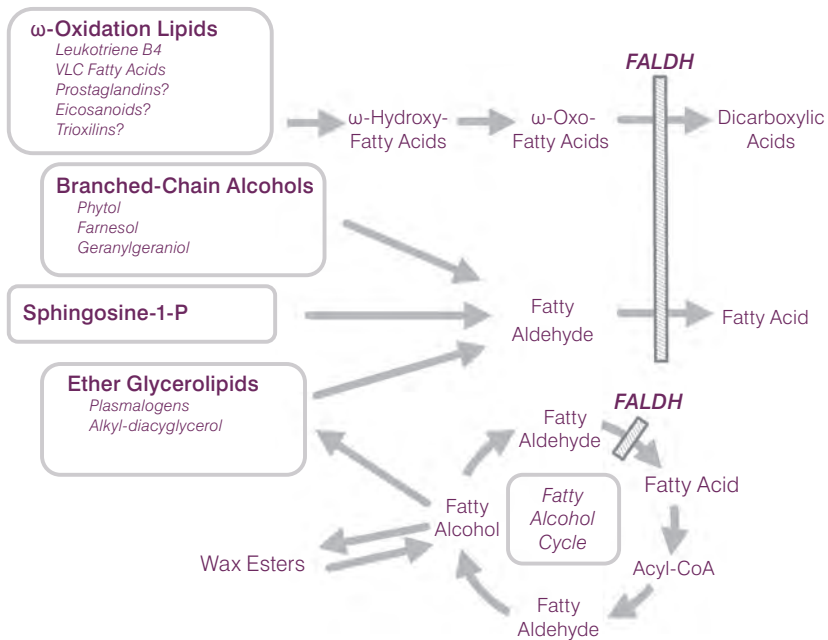 ω-Oxidation Lipids
Leukotriene B4
VLC Fatty Acids
Prostaglandins?
Eicosanoids?
Trioxilins?
FALDH
ω-Hydroxy-
Fatty Acids
ω-Oxo-
Fatty Acids
Dicarboxylic
Acids
Branched-Chain Alcohols
Phytol
Farnesol
Geranylgeraniol
Sphingosine-1-P
Fatty
Aldehyde
Fatty Acid
Ether Glycerolipids
Plasmalogens
Alkyl-diacyglycerol
FALDH
Fatty
Aldehyde
Fatty Acid
Fatty
Alcohol
Fatty
Alcohol
Cycle
Wax Esters
Acyl-CoA
Fatty
Aldehyde